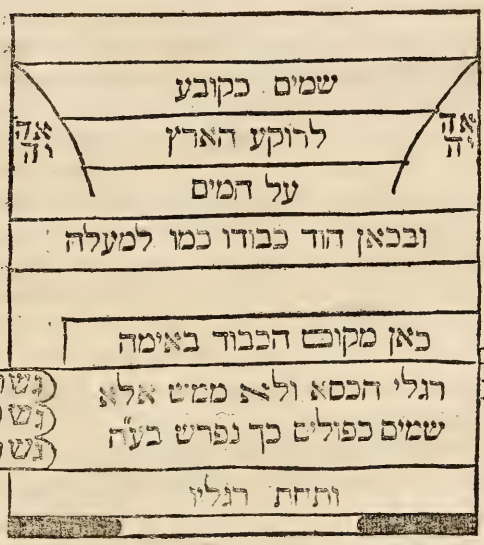 שמים בקובע
אה
יה
אה
יה
לרוקע הארץ
על המים
ובכאן הוד כבודו כמו למעלה
כאן מקום הכבוד באימה
רגלי הכסא ולא ממש אלא
שמים כפולים כך נפרש בע״ה
ותחת רגליו